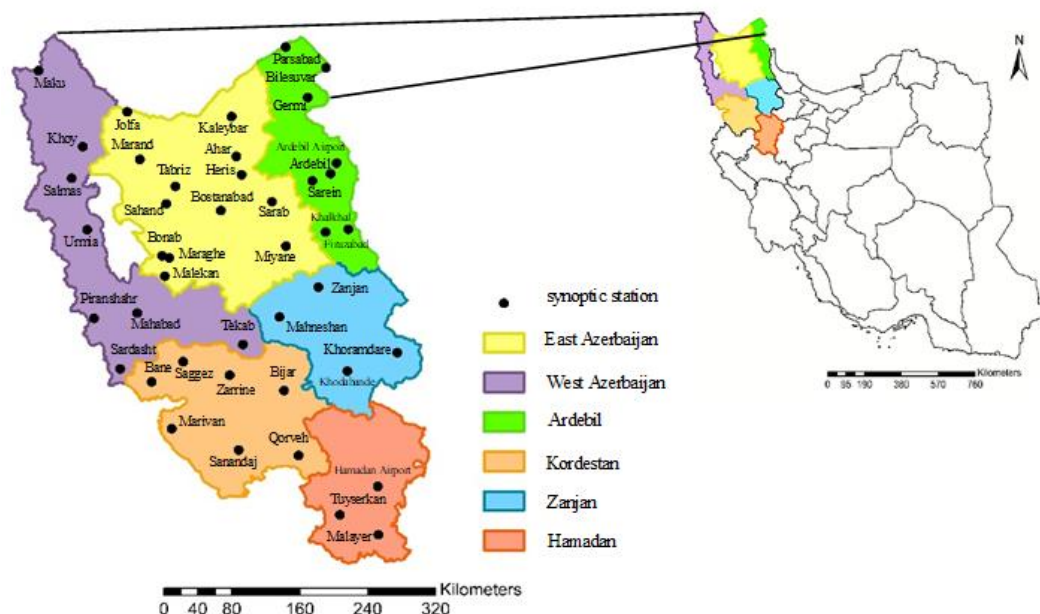 Maku
Parsabad
Bilesuvar
Germi
Jolfa
Kaleybar
Khoy
Marand
Ahar
Ardebil Airport
Heris
Ardebil
Salmas
Tabriz
Sarein
Bostanabad
Sahand
Sarab
Khalkhal
Urmia
Firuzabad
Bonab
Maraghe
Miyane
Malekan
Zanjan
Piranshahr
Mahabad
Mahneshan
Tekab
Sardasht
Khoramdare
Bane
Saggez
Bijar
Khodabande
Zarrine
Marivan
Qorveh
Sanandaj
Hamadan Airport
Tuyserkan
Malayer
Kilometers
0 40 80 160 240 320
N
Kilometers
0 95 190 380 570 760
synoptic station
East Azerbaijan
West Azerbaijan
Ardebil
Kordestan
Zanjan
Hamadan